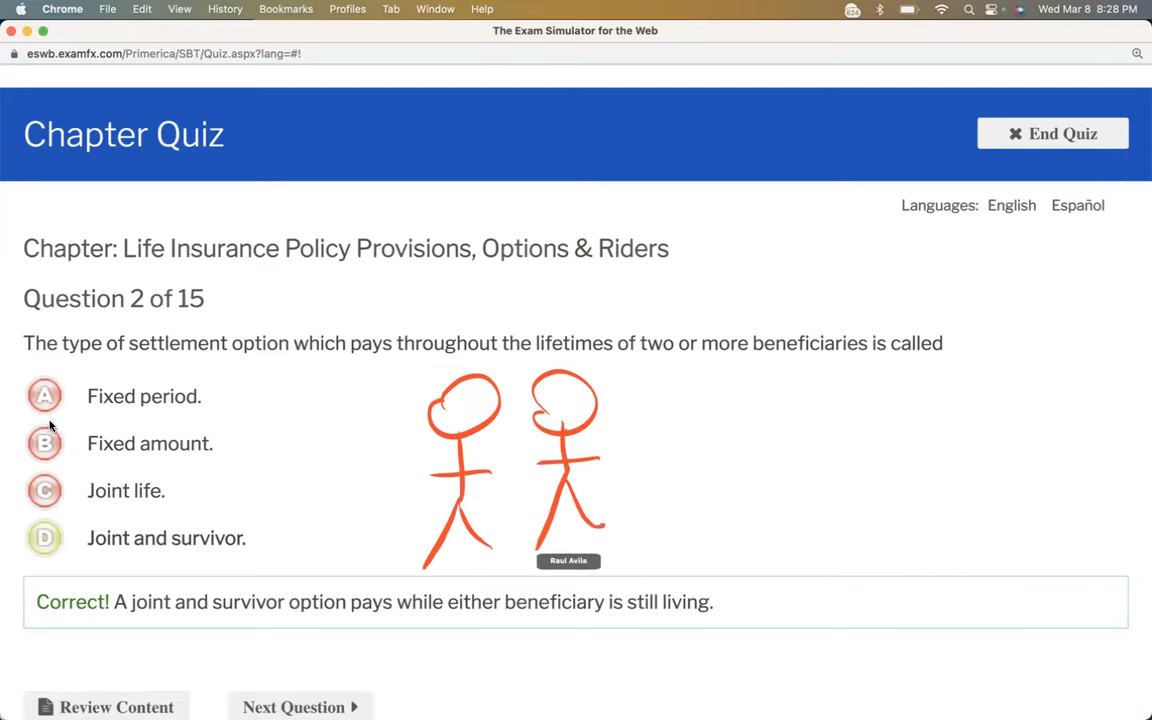 Chrome File Edit View History Bookmarks Profiles Tab Window Help 624 Wed Mar 8 8:28 PM
The Exam Simulator for the Web
eswb.examfx.com/Primerica/SBT/Quiz.aspx?lang=#!
Chapter Quiz
✖ End Quiz
Languages: English Español
Chapter: Life Insurance Policy Provisions, Options & Riders
Question 2 of 15
The type of settlement option which pays throughout the lifetimes of two or more beneficiaries is called
A Fixed period.
B Fixed amount.
C Joint life.
D Joint and survivor.
Raul Avila
Correct! A joint and survivor option pays while either beneficiary is still living.
Review Content Next Question